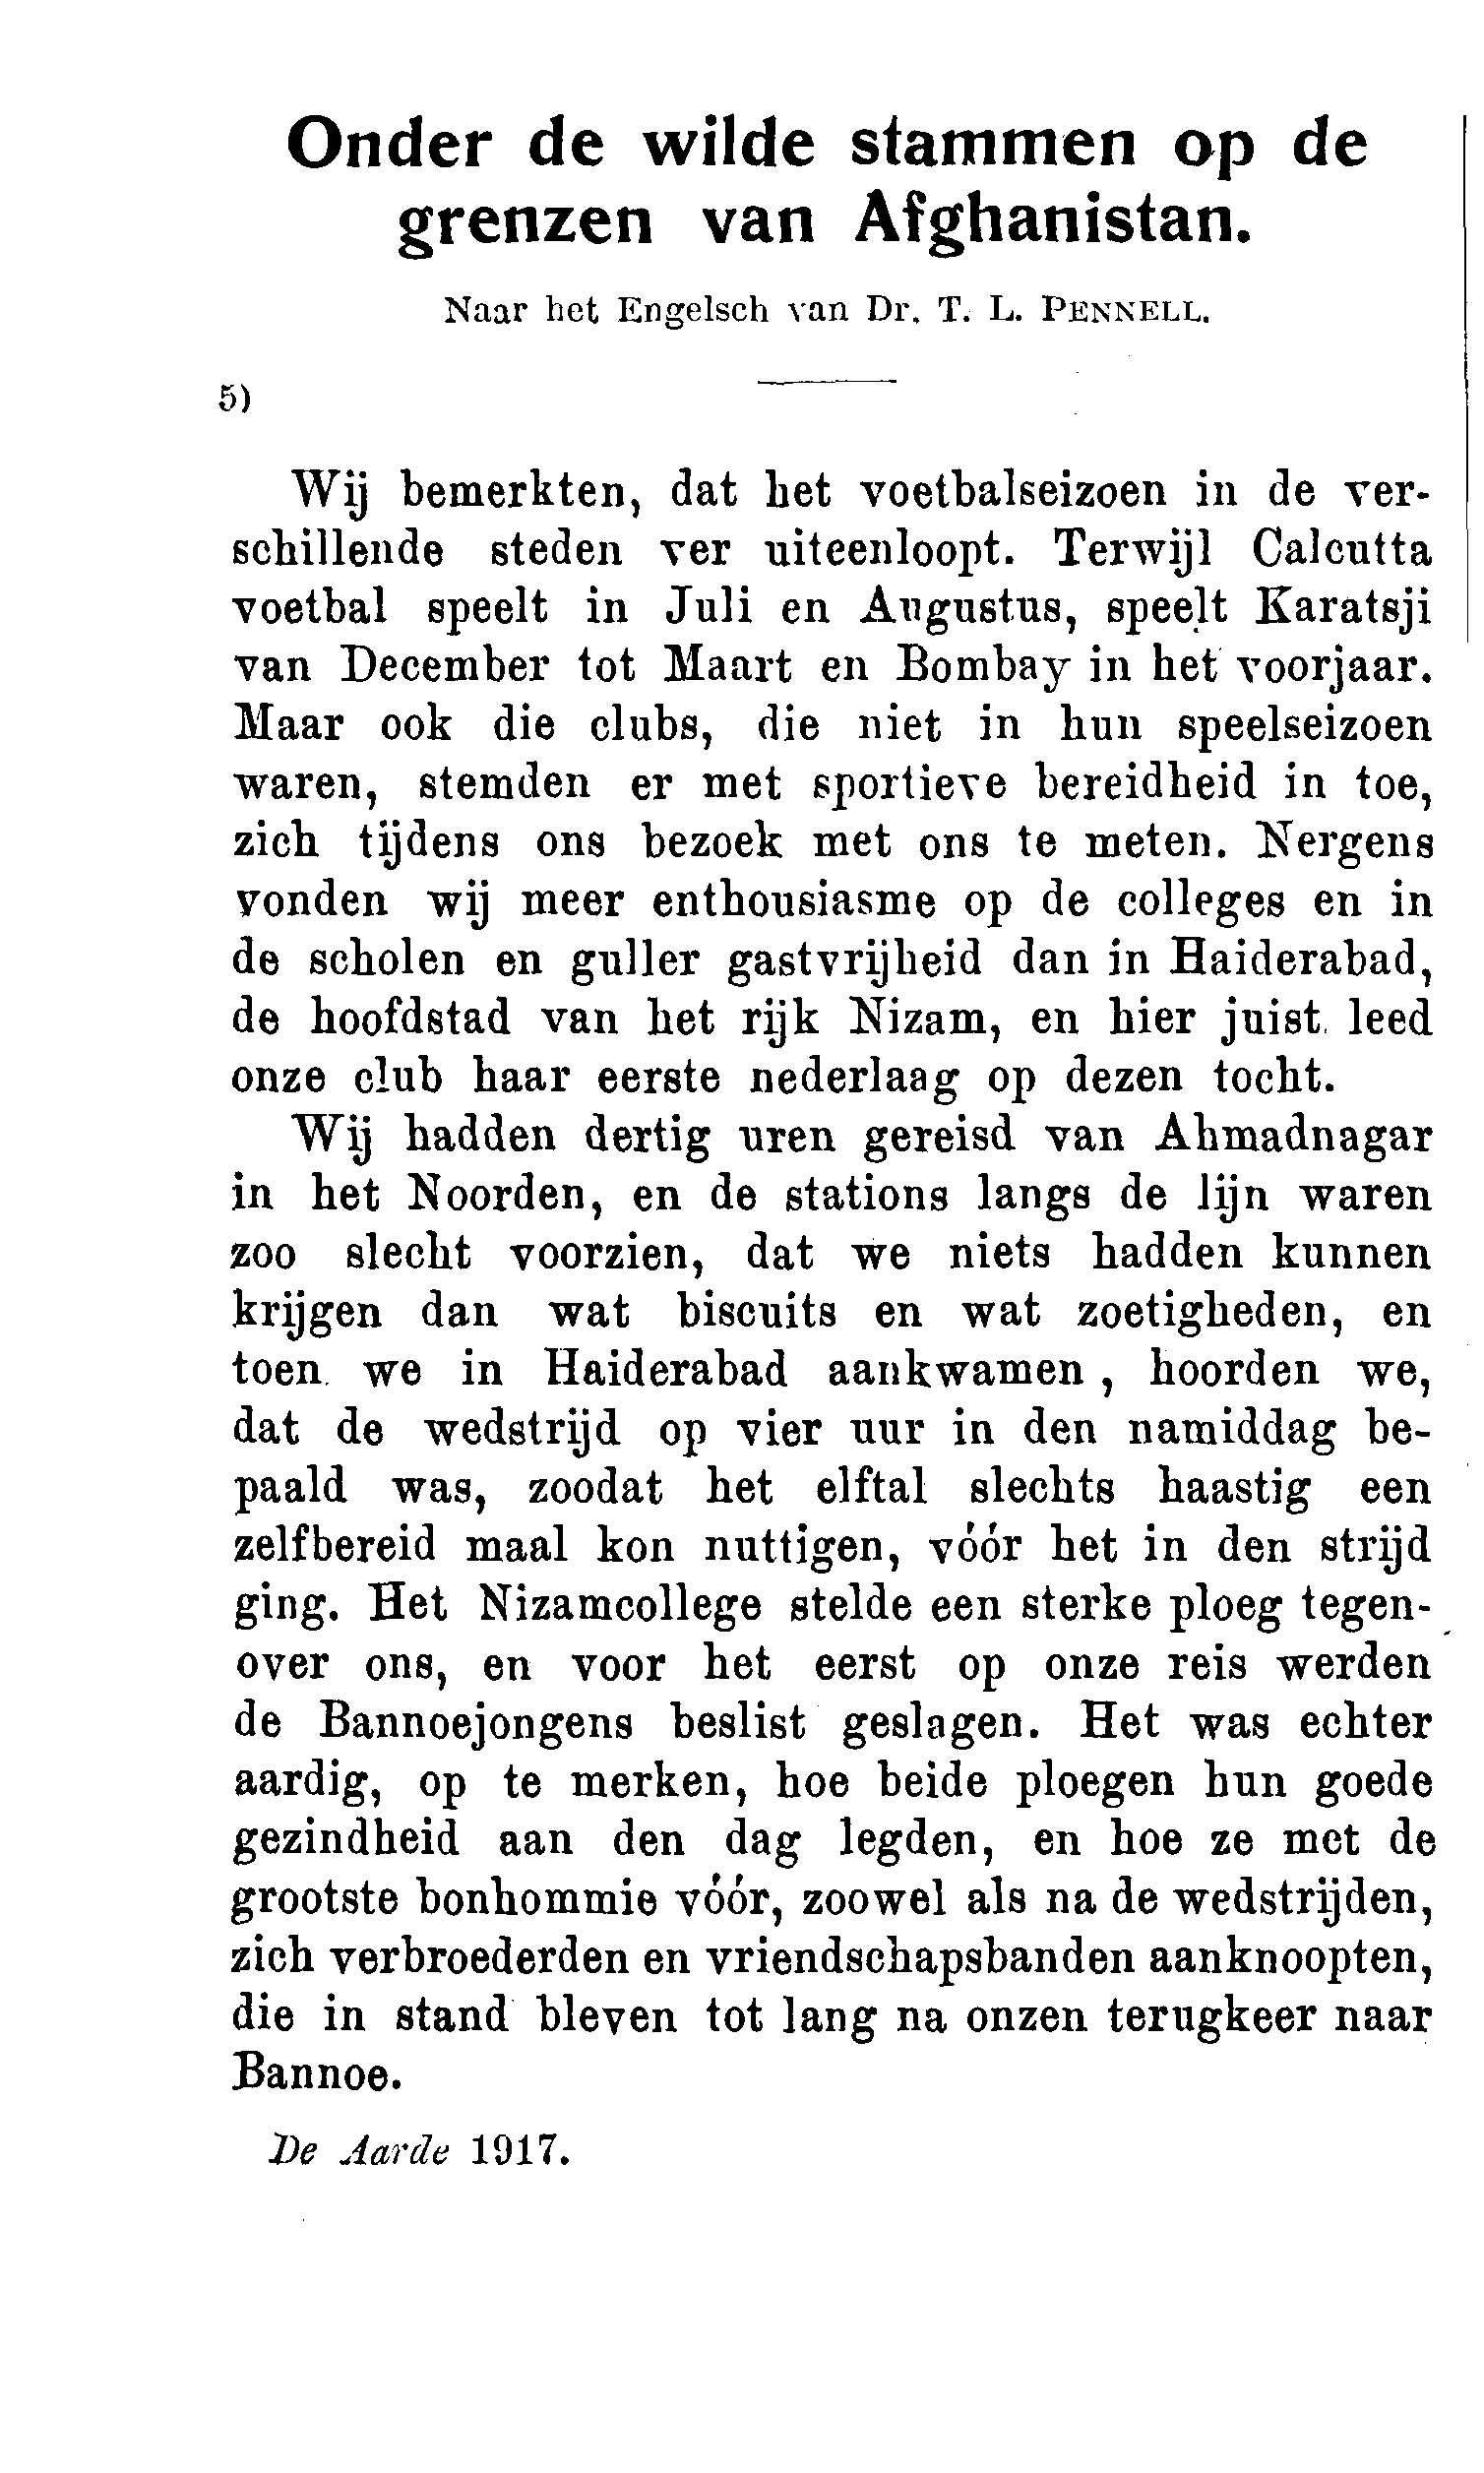 Onder de wilde stammen op de
grenzen van Afghanistan.
Naar het Engelsch van Dr. T. L. PENNELL.
5)
Wij bemerkten, dat het voetbalseizoen in de ver-
schillende steden ver uiteenloopt. Terwijl Calcutta
voetbal speelt in Juli en Augustus, speelt Karatsji
van December tot Maart en Bombay in het voorjaar.
Maar ook die clubs, die niet in hun speelseizoen
waren, stemden er met sportieve bereidheid in toe,
zich tijdens ons bezoek met ons te meten. Nergens
vonden wij meer enthousiasme op de colleges en in
de scholen en guller gastvrijheid dan in Haiderabad,
de hoofdstad van het rijk Nizam, en hier juist leed
onze club haar eerste nederlaag op dezen tocht.
Wij hadden dertig uren gereisd van Ahmadnagar
in het Noorden, en de stations langs de lijn waren
zoo slecht voorzien, dat we niets hadden kunnen
krijgen dan wat biscuits en wat zoetigheden, en
toen we in Haiderabad aankwamen, hoorden we,
dat de wedstrijd op vier uur in den namiddag be-
paald was, zoodat het elftal slechts haastig een
zelfbereid maal kon nuttigen, vóór het in den strijd
ging. Het Nizamcollege stelde een sterke ploeg tegen-
over ons, en voor het eerst op onze reis werden
de Bannoejongens beslist geslagen. Het was echter
aardig, op te merken, hoe beide ploegen hun goede
gezindheid aan den dag legden, en hoe ze met de
grootste bonhommie vóór, zoowel als na de wedstrijden,
zich verbroederden en vriendschapsbanden aanknoopten,
die in stand bleven tot lang na onzen terugkeer naar
Bannoe.
De Aarde 1917.